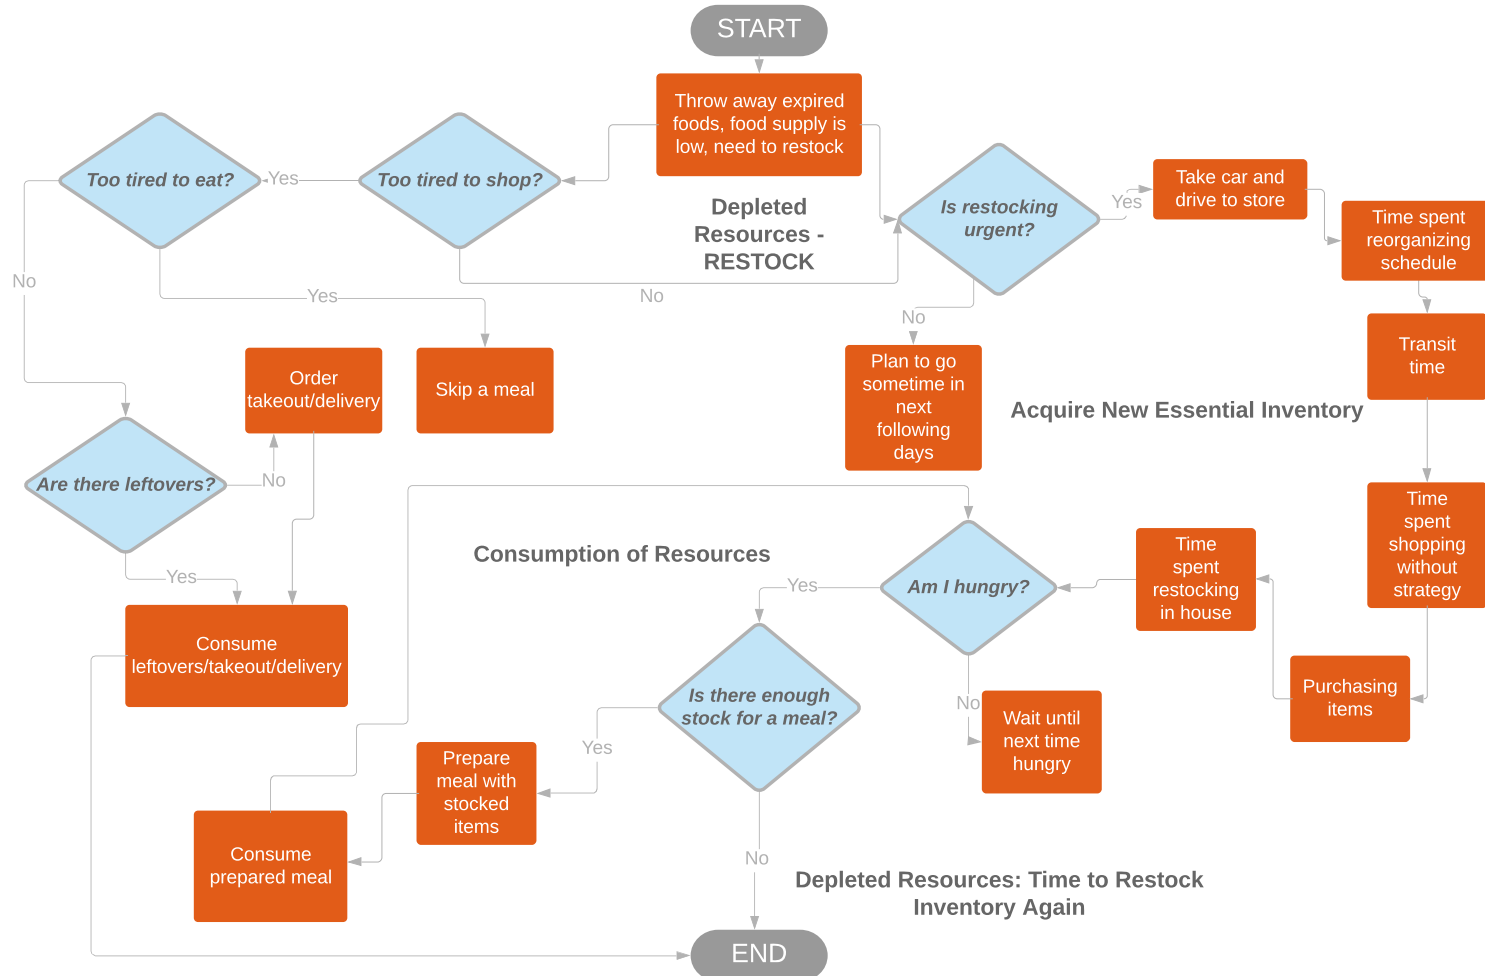 START
Throw away expired
foods, food supply is
low, need to restock
Too tired to eat?
Yes
Too tired to shop?
Depleted
Resources -
RESTOCK
Is restocking
urgent?
Yes
Take car and
drive to store
Time spent
reorganizing
schedule
No
Yes
No
No
Transit
time
Order
takeout/delivery
Skip a meal
Plan to go
sometime in
next
following
days
Acquire New Essential Inventory
Are there leftovers?
No
Time
spent
shopping
without
strategy
Consumption of Resources
Yes
Yes
Am I hungry?
Time
spent
restocking
in house
Consume
leftovers/takeout/delivery
Is there enough
stock for a meal?
No
Wait until
next time
hungry
Purchasing
items
Yes
Prepare
meal with
stocked
items
Consume
prepared meal
No
Depleted Resources: Time to Restock
Inventory Again
END